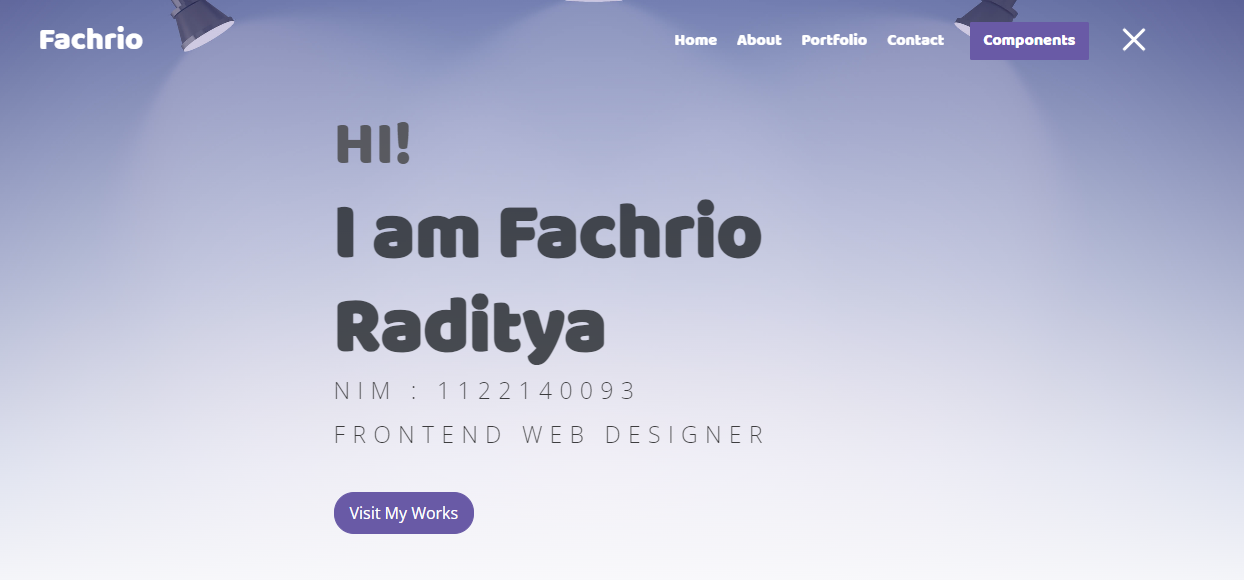 Fachrio
Home About Portfolio Contact Components
HI!
I am Fachrio
Raditya
NIM : 1122140093
FRONTEND WEB DESIGNER
Visit My Works